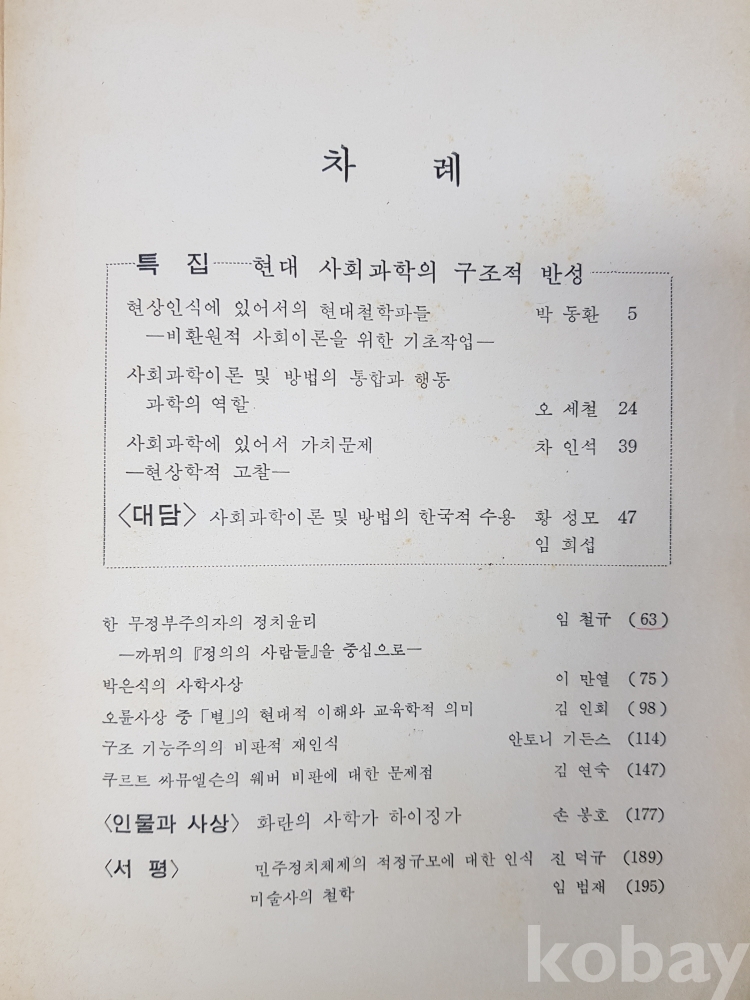 차 례
특 집 현대 사회과학의 구조적 반성
현상인식에 있어서의 현대철학파들 박 동환 5
—비환원적 사회이론을 위한 기초작업—
사회과학이론 및 방법의 통합과 행동
과학의 역할 오 세철 24
사회과학에 있어서 가치문제 차 인석 39
—현상학적 고찰—
〈대담〉 사회과학이론 및 방법의 한국적 수용 황 성모 47
임 희섭
한 무정부주의자의 정치윤리 임 철규 (63)
—까뮈의 『정의의 사람들』을 중심으로—
박은식의 사학사상 이 만열 (75)
오륜사상 중 「별」의 현대적 이해와 교육학적 의미 김 인회 (98)
구조 기능주의의 비판적 재인식 안토니 기든스 (114)
쿠르트 싸뮤엘슨의 웨버 비판에 대한 문제점 김 연숙 (147)
〈인물과 사상〉 화란의 사학가 하이징가 손 봉호 (177)
〈서 평〉 민주정치체제의 적정규모에 대한 인식 진 덕규 (189)
미술사의 철학 임 범재 (195)
kobay